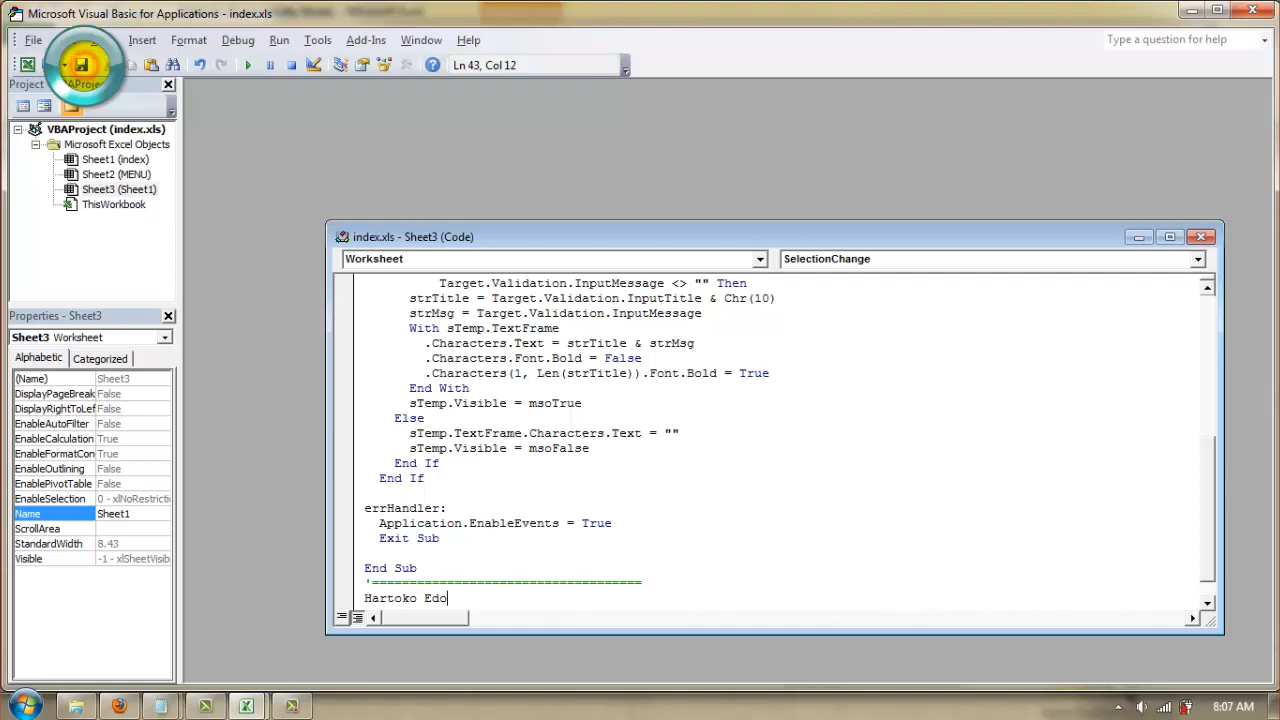 Microsoft Visual Basic for Applications - index.xls
File Insert Format Debug Run Tools Add-Ins Window Help
Type a question for help
Ln 43, Col 12
Project
VBAProject (index.xls)
Microsoft Excel Objects
Sheet1 (index)
Sheet2 (MENU)
Sheet3 (Sheet1)
ThisWorkbook
Properties - Sheet3
Sheet3 Worksheet
Alphabetic Categorized
(Name) Sheet3
DisplayPageBreak False
DisplayRightToLef False
EnableAutoFilter False
EnableCalculation True
EnableFormatCon True
EnableOutlining False
EnablePivotTable False
EnableSelection 0 - xlNoRestricti
Name Sheet1
ScrollArea
StandardWidth 8.43
Visible -1 - xlSheetVisib
index.xls - Sheet3 (Code)
Worksheet SelectionChange
Target.Validation.InputMessage <> "" Then
strTitle = Target.Validation.InputTitle & Chr(10)
strMsg = Target.Validation.InputMessage
With sTemp.TextFrame
.Characters.Text = strTitle & strMsg
.Characters.Font.Bold = False
.Characters(1, Len(strTitle)).Font.Bold = True
End With
sTemp.Visible = msoTrue
Else
sTemp.TextFrame.Characters.Text = ""
sTemp.Visible = msoFalse
End If
End If
errHandler:
Application.EnableEvents = True
Exit Sub
End Sub
'====================================
Hartoko Edo
8:07 AM